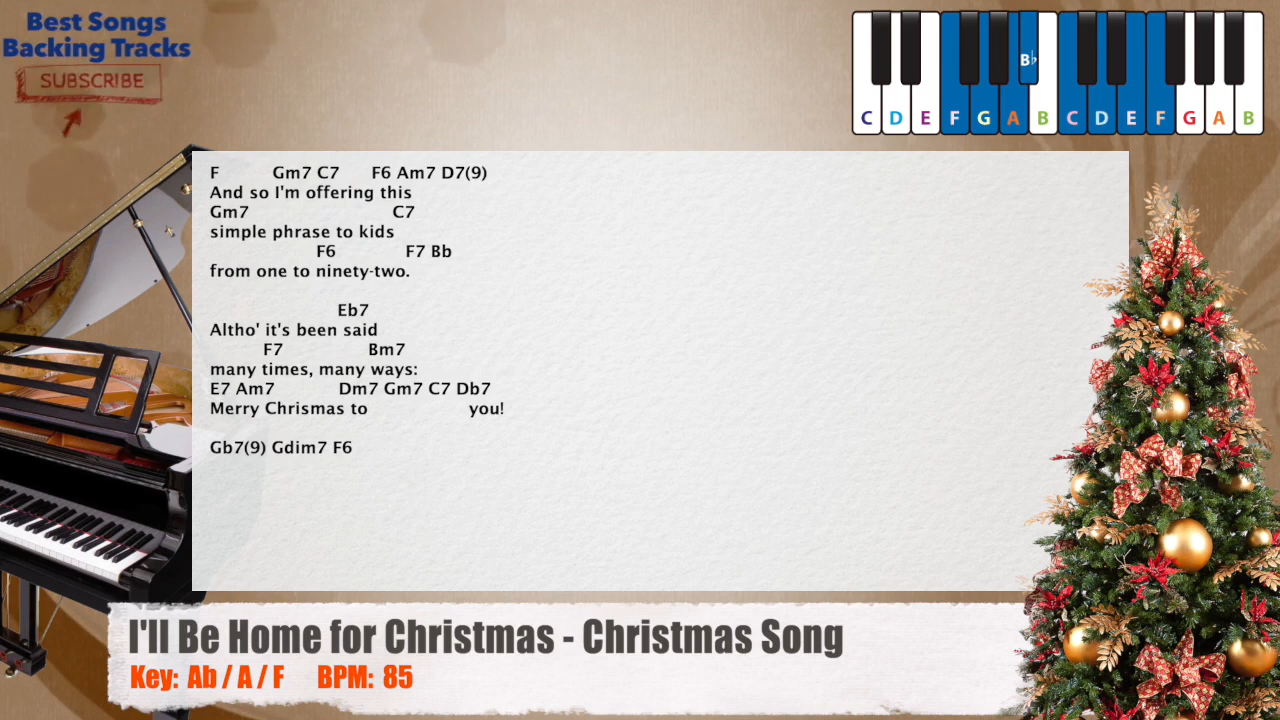 Best Songs
Backing Tracks
SUBSCRIBE
B♭
C D E F G A B C D E F G A B
F Gm7 C7 F6 Am7 D7(9)
And so I'm offering this
Gm7 C7
simple phrase to kids
F6 F7 Bb
from one to ninety-two.
Eb7
Altho' it's been said
F7 Bm7
many times, many ways:
E7 Am7 Dm7 Gm7 C7 Db7
Merry Chrismas to you!
Gb7(9) Gdim7 F6
I'll Be Home for Christmas - Christmas Song
Key: Ab / A / F BPM: 85